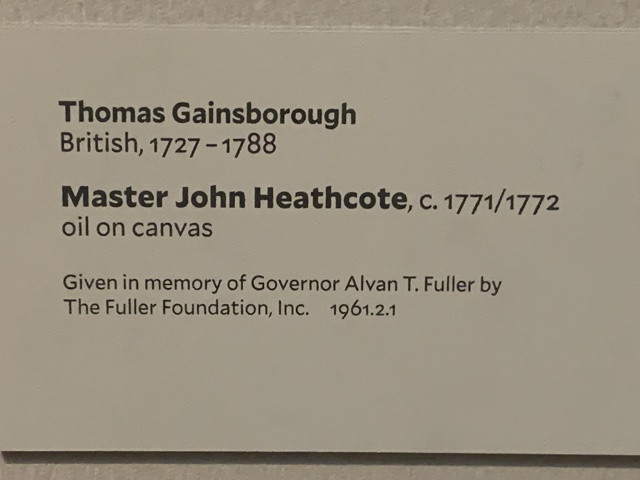 Thomas Gainsborough
British, 1727–1788
Master John Heathcote, c. 1771/1772
oil on canvas
Given in memory of Governor Alvan T. Fuller by
The Fuller Foundation, Inc. 1961.2.1